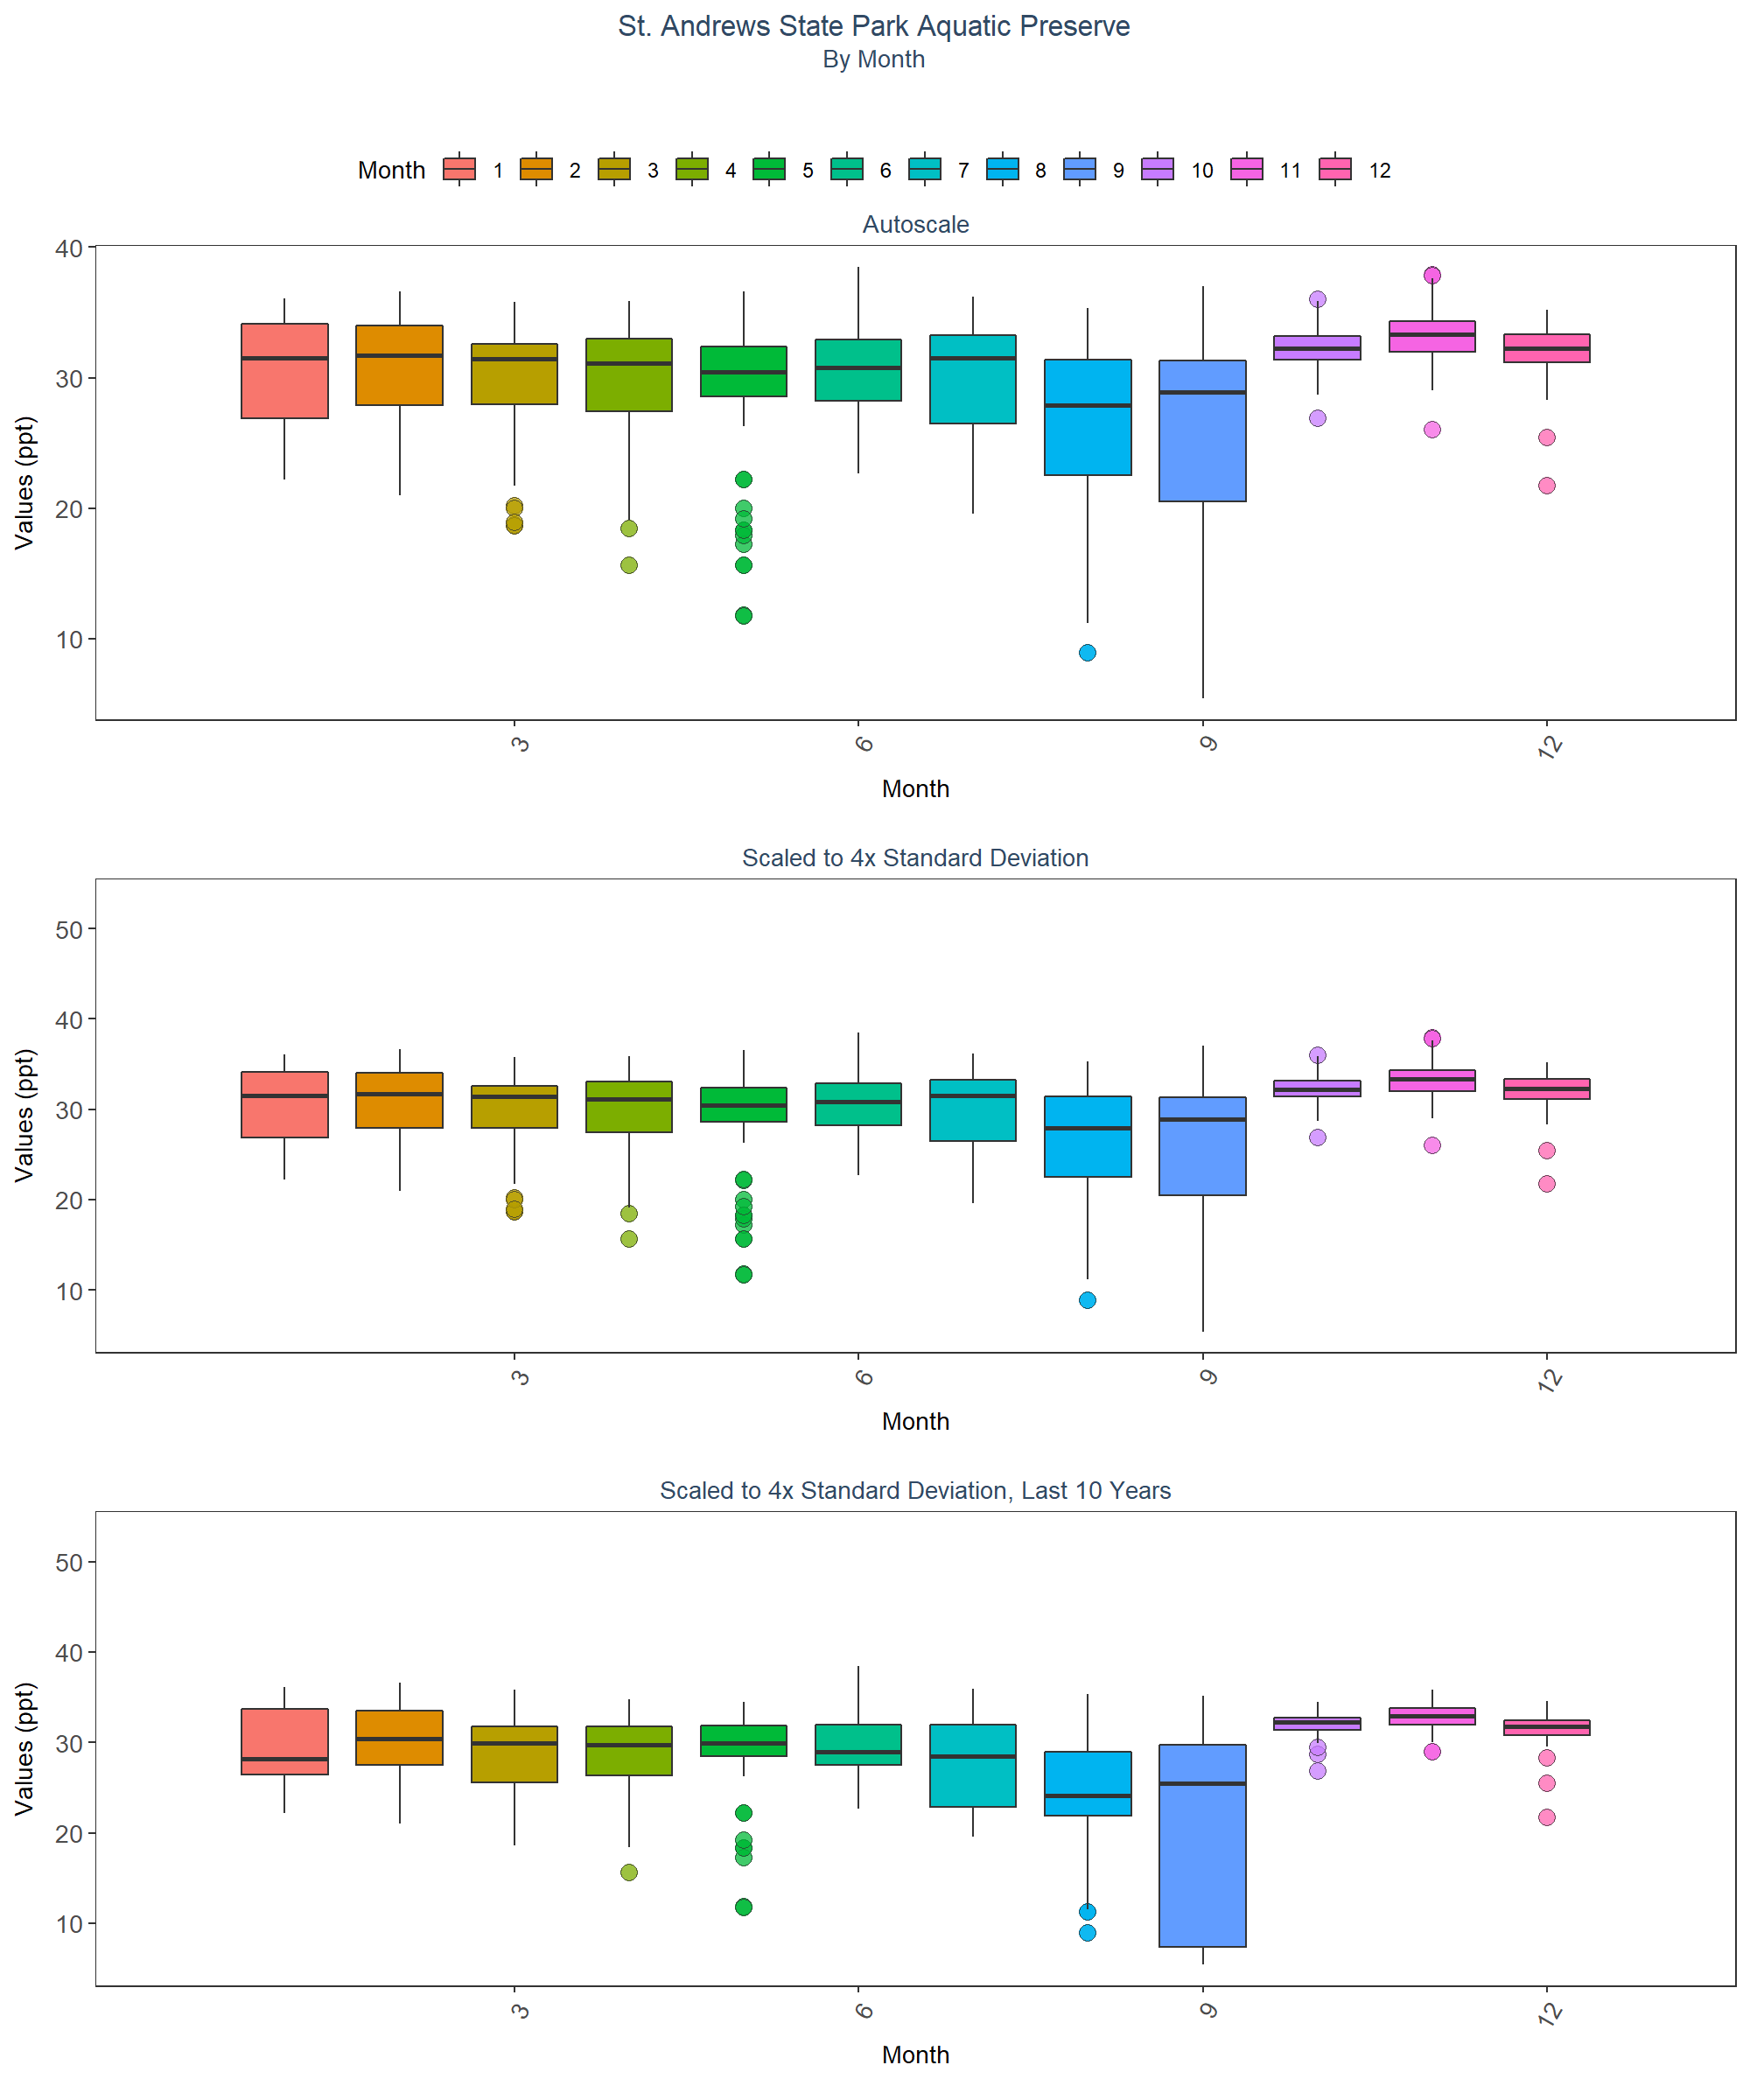 St. Andrews State Park Aquatic Preserve
By Month
Month 1 2 3 4 5 6 7 8 9 10 11 12
Autoscale
Values (ppt)
40
30
20
10
3 6 9 12
Month
Scaled to 4x Standard Deviation
Values (ppt)
50
40
30
20
10
3 6 9 12
Month
Scaled to 4x Standard Deviation, Last 10 Years
Values (ppt)
50
40
30
20
10
3 6 9 12
Month